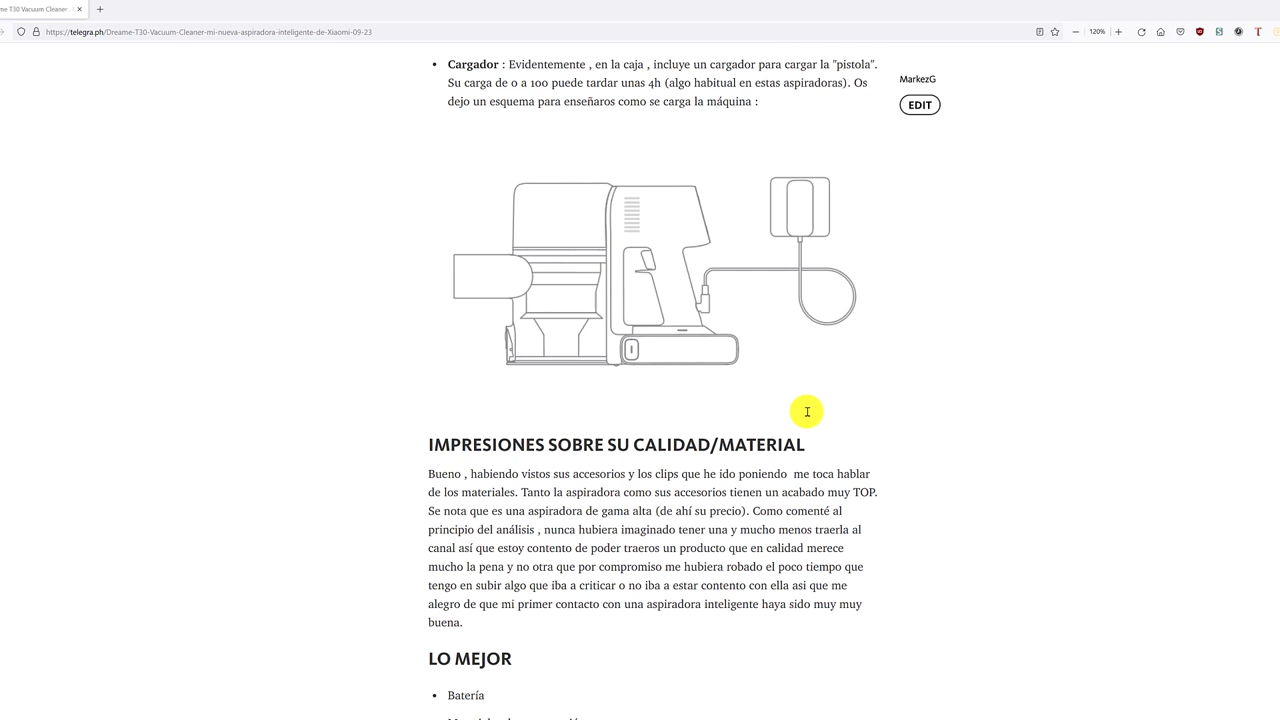 me T30 Vacuum Cleaner
https://telegra.ph/Dreame-T30-Vacuum-Cleaner-mi-nueva-aspiradora-inteligente-de-Xiaomi-09-23
120%
• Cargador : Evidentemente , en la caja , incluye un cargador para cargar la "pistola".
Su carga de 0 a 100 puede tardar unas 4h (algo habitual en estas aspiradoras). Os
dejo un esquema para enseñaros como se carga la máquina :
MarkezG
EDIT
IMPRESIONES SOBRE SU CALIDAD/MATERIAL
Bueno , habiendo vistos sus accesorios y los clips que he ido poniendo me toca hablar
de los materiales. Tanto la aspiradora como sus accesorios tienen un acabado muy TOP.
Se nota que es una aspiradora de gama alta (de ahí su precio). Como comenté al
principio del análisis , nunca hubiera imaginado tener una y mucho menos traerla al
canal así que estoy contento de poder traeros un producto que en calidad merece
mucho la pena y no otra que por compromiso me hubiera robado el poco tiempo que
tengo en subir algo que iba a criticar o no iba a estar contento con ella asi que me
alegro de que mi primer contacto con una aspiradora inteligente haya sido muy muy
buena.
LO MEJOR
• Batería